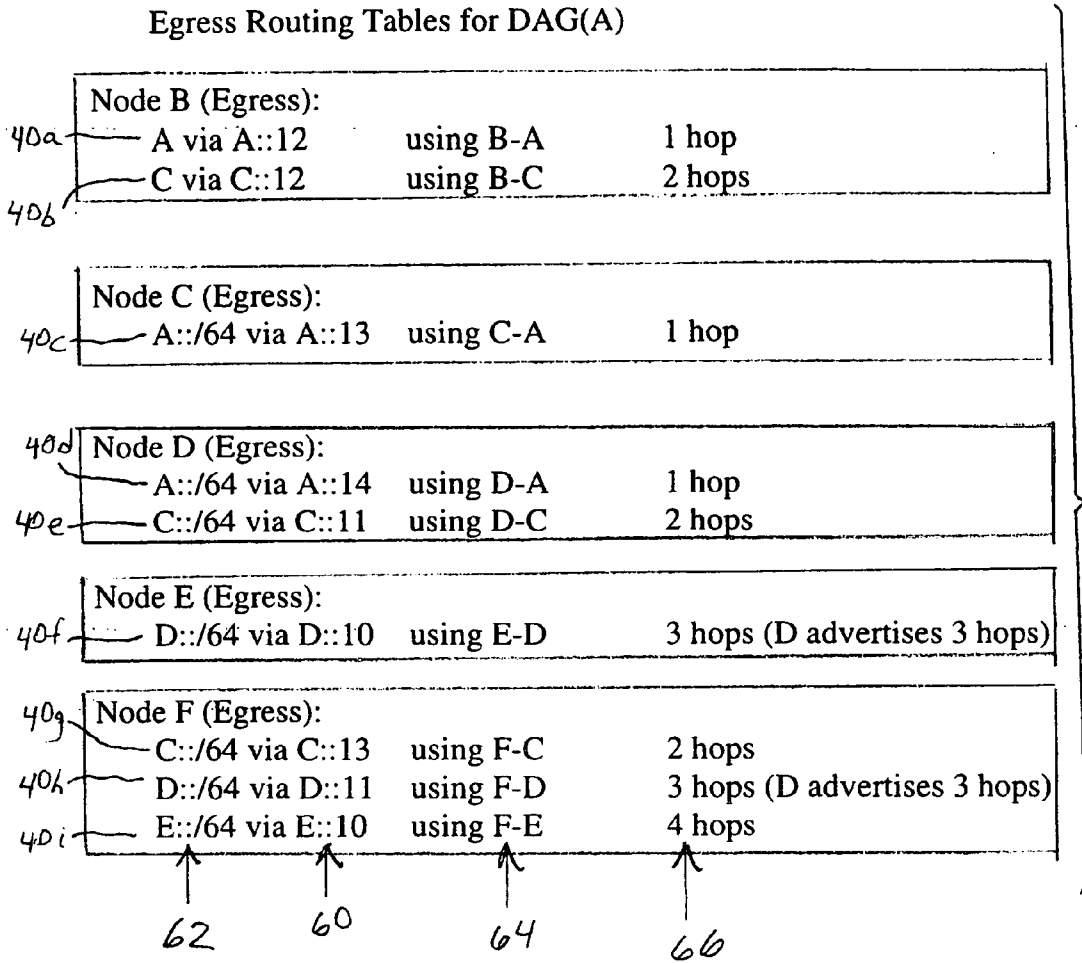 Egress Routing Tables for DAG(A)
Node B (Egress):
40a A via A::12 using B-A 1 hop
40b C via C::12 using B-C 2 hops
Node C (Egress):
40c A::/64 via A::13 using C-A 1 hop
40d Node D (Egress):
A::/64 via A::14 using D-A 1 hop
40e C::/64 via C::11 using D-C 2 hops
Node E (Egress):
40f D::/64 via D::10 using E-D 3 hops (D advertises 3 hops)
40g Node F (Egress):
C::/64 via C::13 using F-C 2 hops
40h D::/64 via D::11 using F-D 3 hops (D advertises 3 hops)
40i E::/64 via E::10 using F-E 4 hops
62 60 64 66